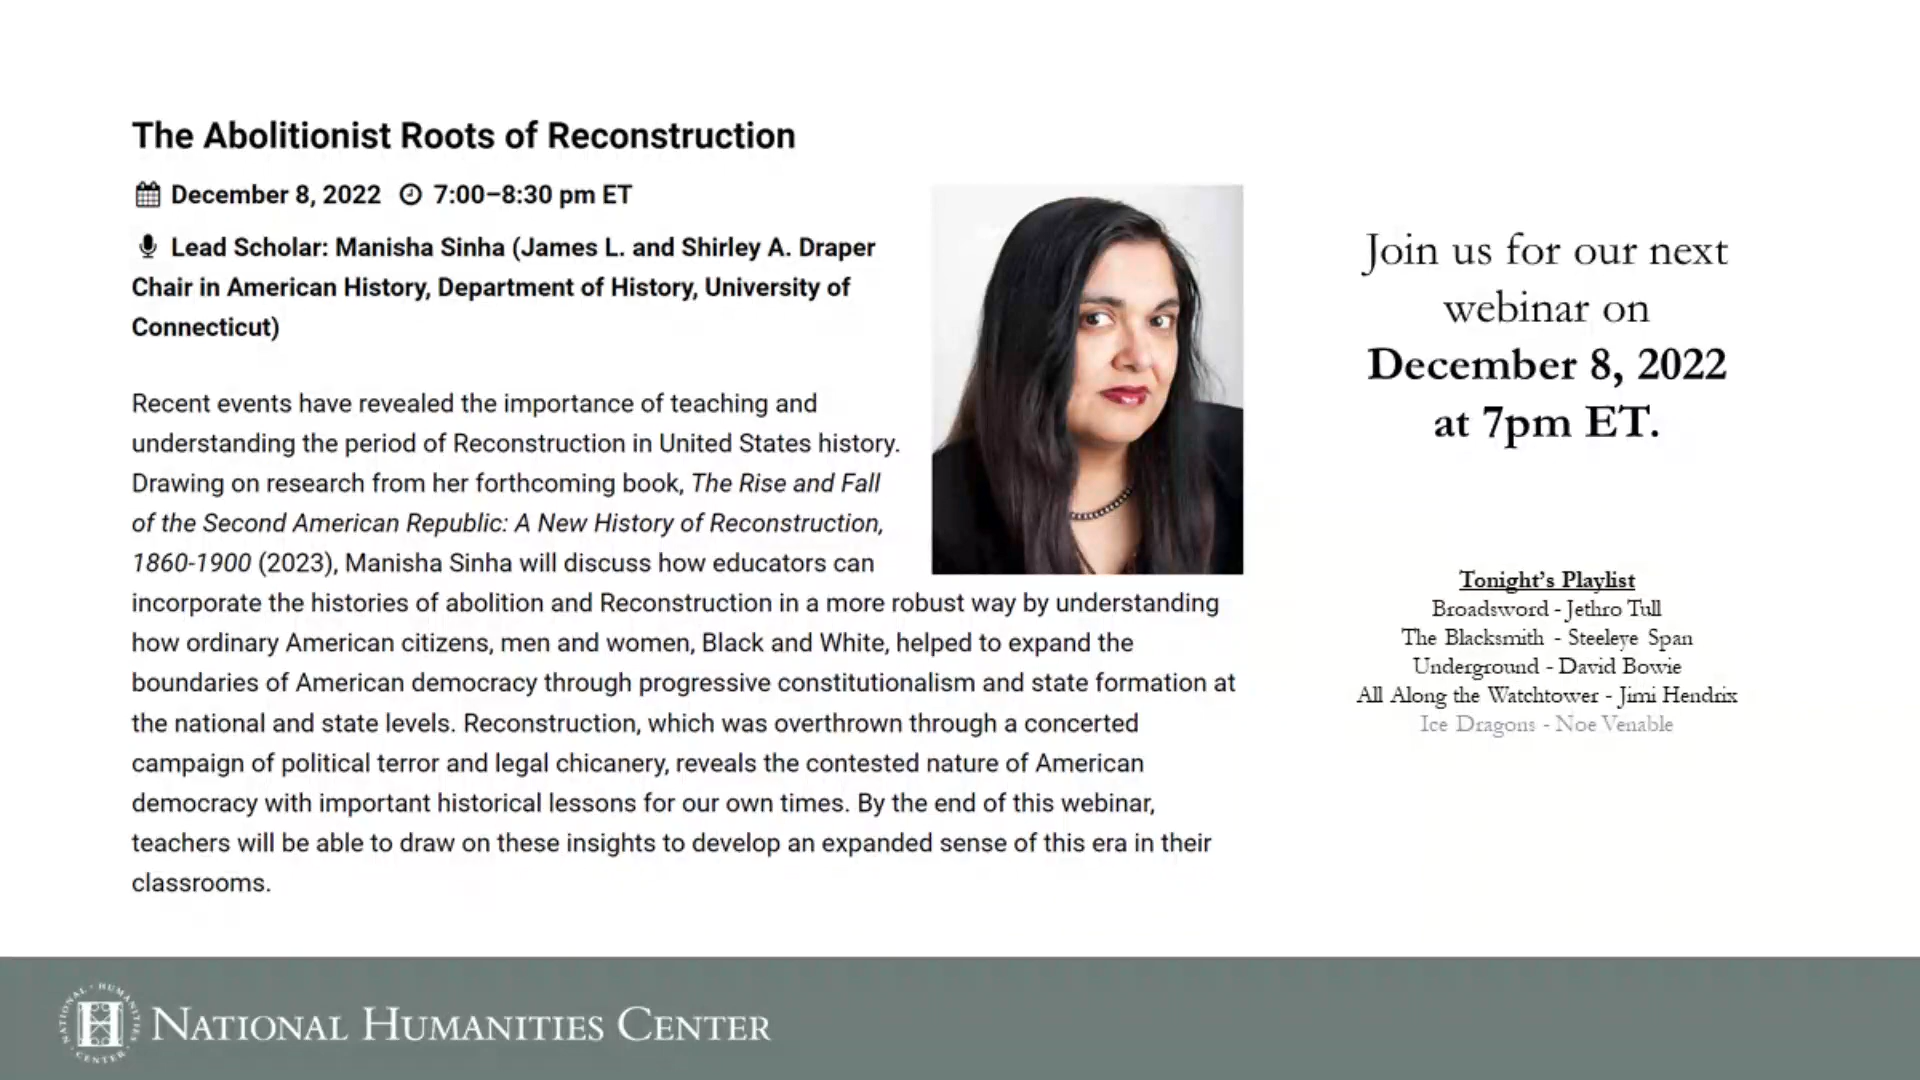 The Abolitionist Roots of Reconstruction
December 8, 2022 7:00–8:30 pm ET
Lead Scholar: Manisha Sinha (James L. and Shirley A. Draper
Chair in American History, Department of History, University of
Connecticut)
Recent events have revealed the importance of teaching and
understanding the period of Reconstruction in United States history.
Drawing on research from her forthcoming book, The Rise and Fall
of the Second American Republic: A New History of Reconstruction,
1860-1900 (2023), Manisha Sinha will discuss how educators can
incorporate the histories of abolition and Reconstruction in a more robust way by understanding
how ordinary American citizens, men and women, Black and White, helped to expand the
boundaries of American democracy through progressive constitutionalism and state formation at
the national and state levels. Reconstruction, which was overthrown through a concerted
campaign of political terror and legal chicanery, reveals the contested nature of American
democracy with important historical lessons for our own times. By the end of this webinar,
teachers will be able to draw on these insights to develop an expanded sense of this era in their
classrooms.
Join us for our next
webinar on
December 8, 2022
at 7pm ET.
Tonight's Playlist
Broadsword - Jethro Tull
The Blacksmith - Steeleye Span
Underground - David Bowie
All Along the Watchtower - Jimi Hendrix
Ice Dragons - Noe Venable
NATIONAL · HUMANITIES · CENTER ·
H
NATIONAL HUMANITIES CENTER